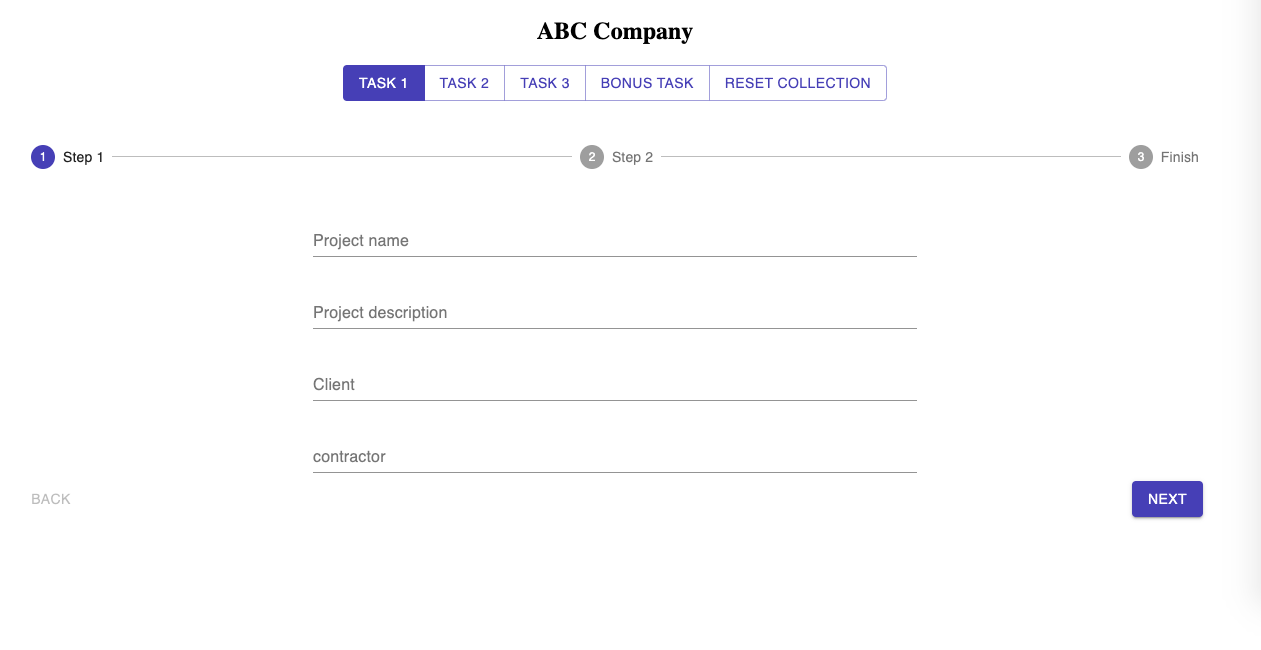 ABC Company
TASK 1 TASK 2 TASK 3 BONUS TASK RESET COLLECTION
1 Step 1 2 Step 2 3 Finish
Project name
Project description
Client
contractor
BACK NEXT